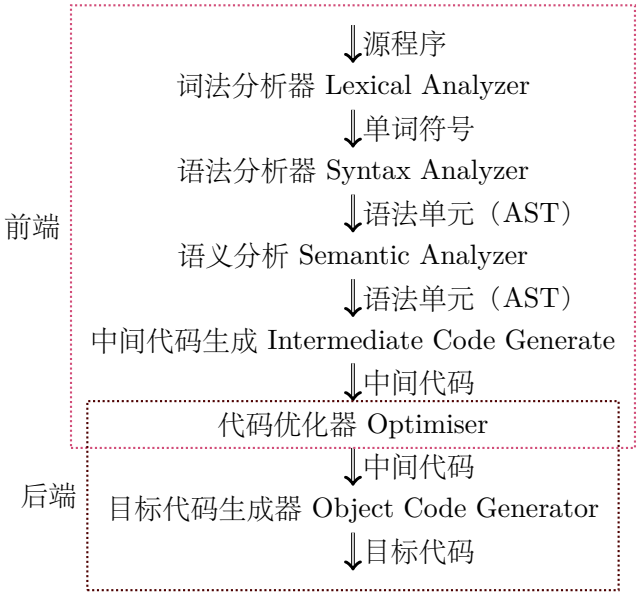 源程序
词法分析器 Lexical Analyzer
单词符号
语法分析器 Syntax Analyzer
语法单元（AST）
前端
语义分析 Semantic Analyzer
语法单元（AST）
中间代码生成 Intermediate Code Generate
中间代码
代码优化器 Optimiser
中间代码
后端
目标代码生成器 Object Code Generator
目标代码